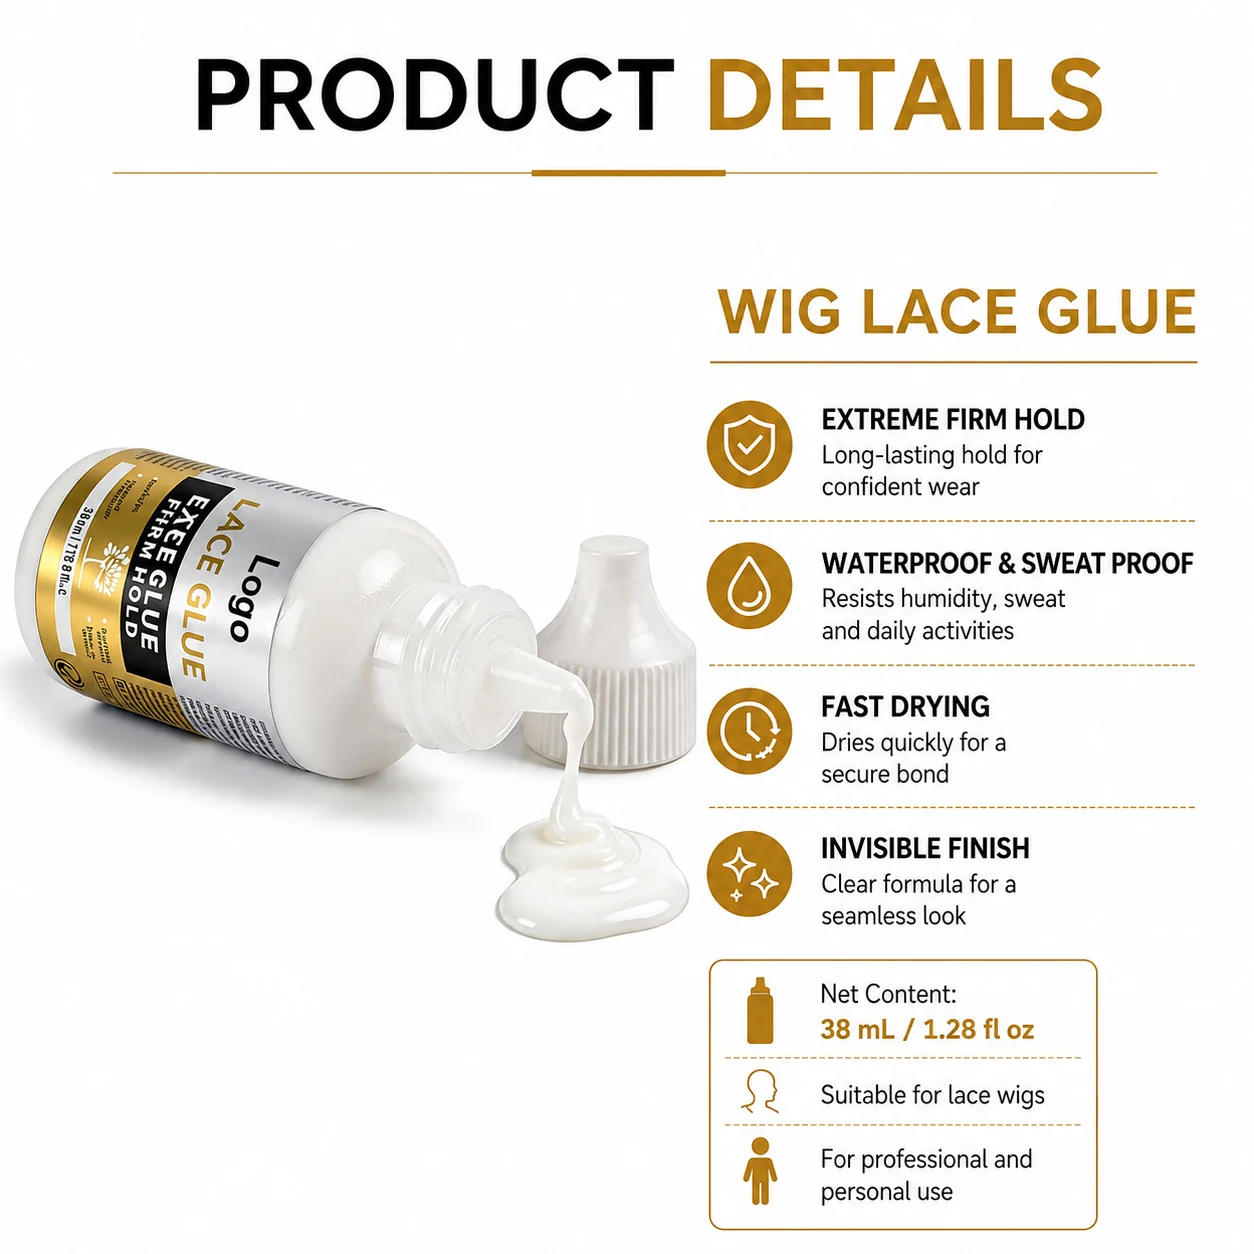 PRODUCT DETAILS
WIG LACE GLUE
EXTREME FIRM HOLD
Long-lasting hold for
confident wear
WATERPROOF & SWEAT PROOF
Resists humidity, sweat
and daily activities
FAST DRYING
Dries quickly for a
secure bond
INVISIBLE FINISH
Clear formula for a
seamless look
Net Content:
38 mL / 1.28 fl oz
Suitable for lace wigs
For professional and
personal use
Logo
LACE GLUE
EXEE GLUE
FHRM HOLD